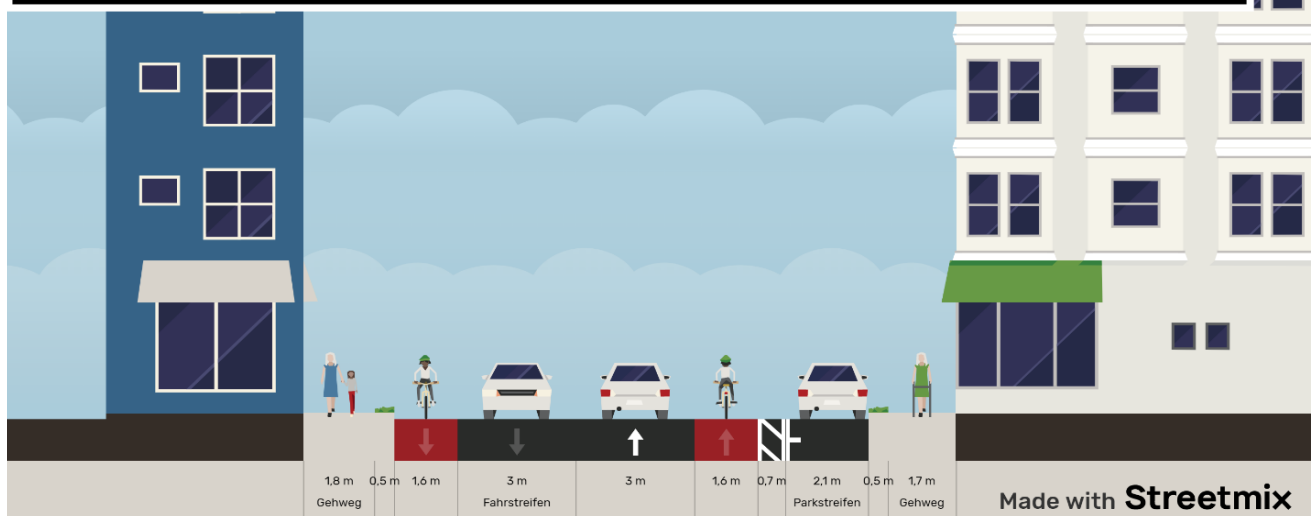 1,8 m 0,5 m 1,6 m 3 m 3 m 1,6 m 0,7 m 2,1 m 0,5 m 1,7 m
Gehweg Fahrstreifen Parkstreifen Gehweg
Made with Streetmix